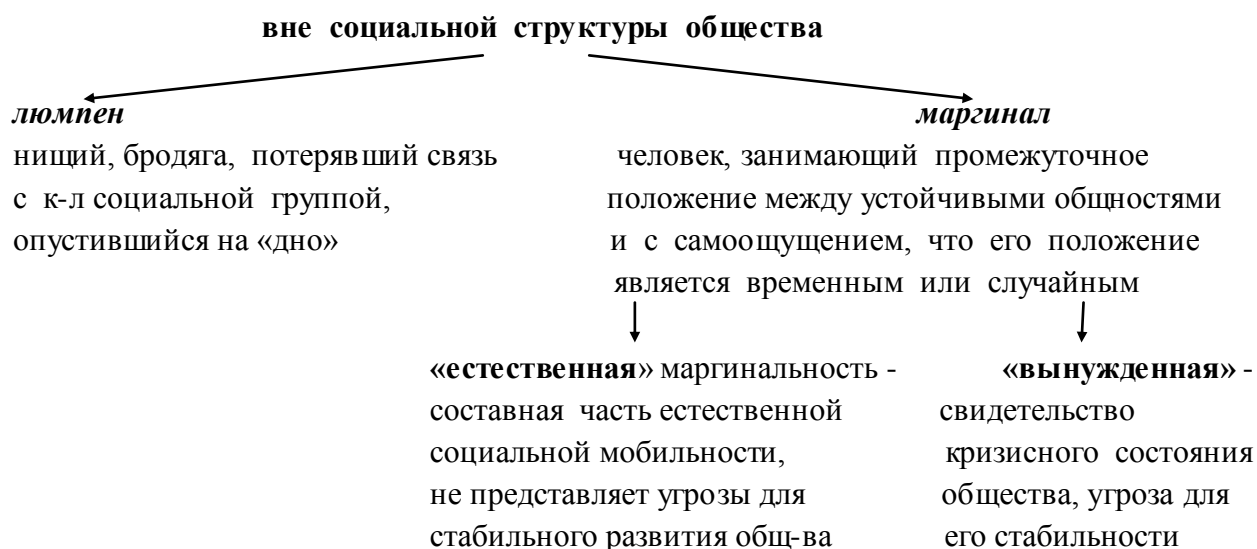 вне социальной структуры общества
люмпен
нищий, бродяга, потерявший связь
с к-л социальной группой,
опустившийся на «дно»
маргинал
человек, занимающий промежуточное
положение между устойчивыми общностями
и с самоощущением, что его положение
является временным или случайным
«естественная» маргинальность -
составная часть естественной
социальной мобильности,
не представляет угрозы для
стабильного развития общ-ва
«вынужденная» -
свидетельство
кризисного состояния
общества, угроза для
его стабильности